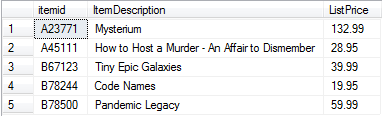 itemid ItemDescription ListPrice
1 A23771 Mysterium 132.99
2 A45111 How to Host a Murder - An Affair to Dismember 28.95
3 B67123 Tiny Epic Galaxies 39.99
4 B78244 Code Names 19.95
5 B78500 Pandemic Legacy 59.99